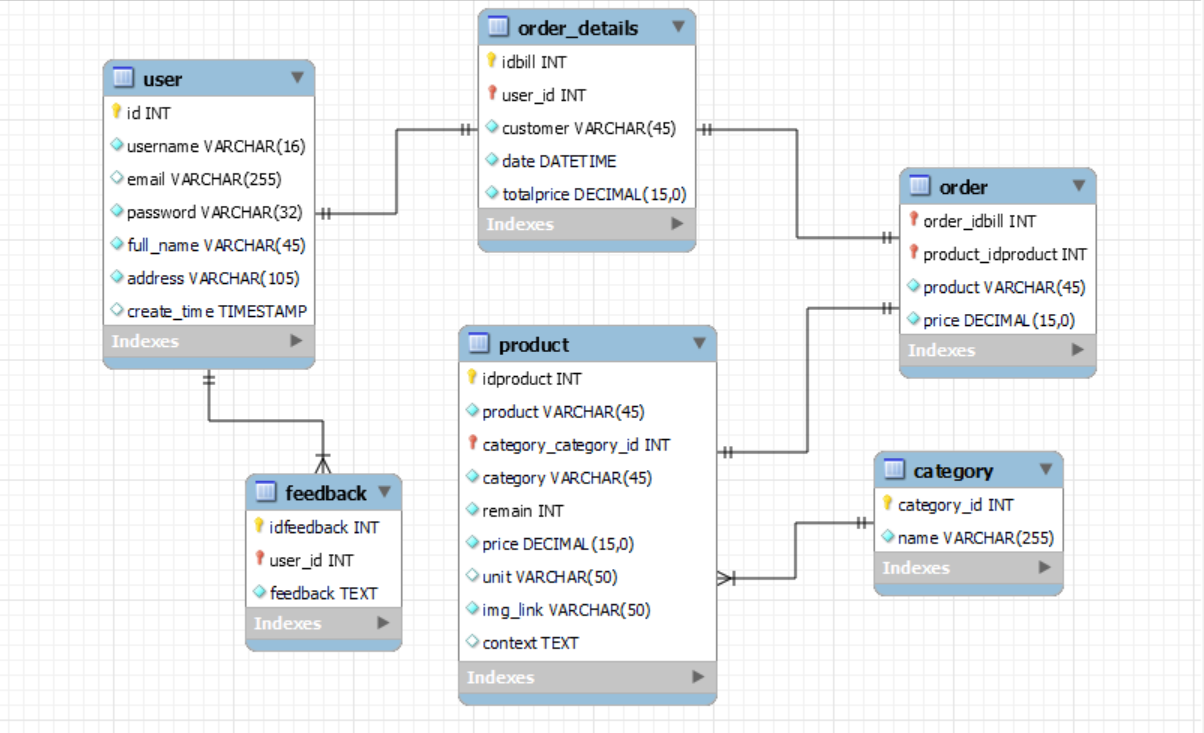 user
id INT
username VARCHAR(16)
email VARCHAR(255)
password VARCHAR(32)
full_name VARCHAR(45)
address VARCHAR(105)
create_time TIMESTAMP
Indexes
order_details
idbill INT
user_id INT
customer VARCHAR(45)
date DATETIME
totalprice DECIMAL(15,0)
Indexes
order
order_idbill INT
product_idproduct INT
product VARCHAR(45)
price DECIMAL(15,0)
Indexes
product
idproduct INT
product VARCHAR(45)
category_category_id INT
category VARCHAR(45)
remain INT
price DECIMAL(15,0)
unit VARCHAR(50)
img_link VARCHAR(50)
context TEXT
Indexes
category
category_id INT
name VARCHAR(255)
Indexes
feedback
idfeedback INT
user_id INT
feedback TEXT
Indexes